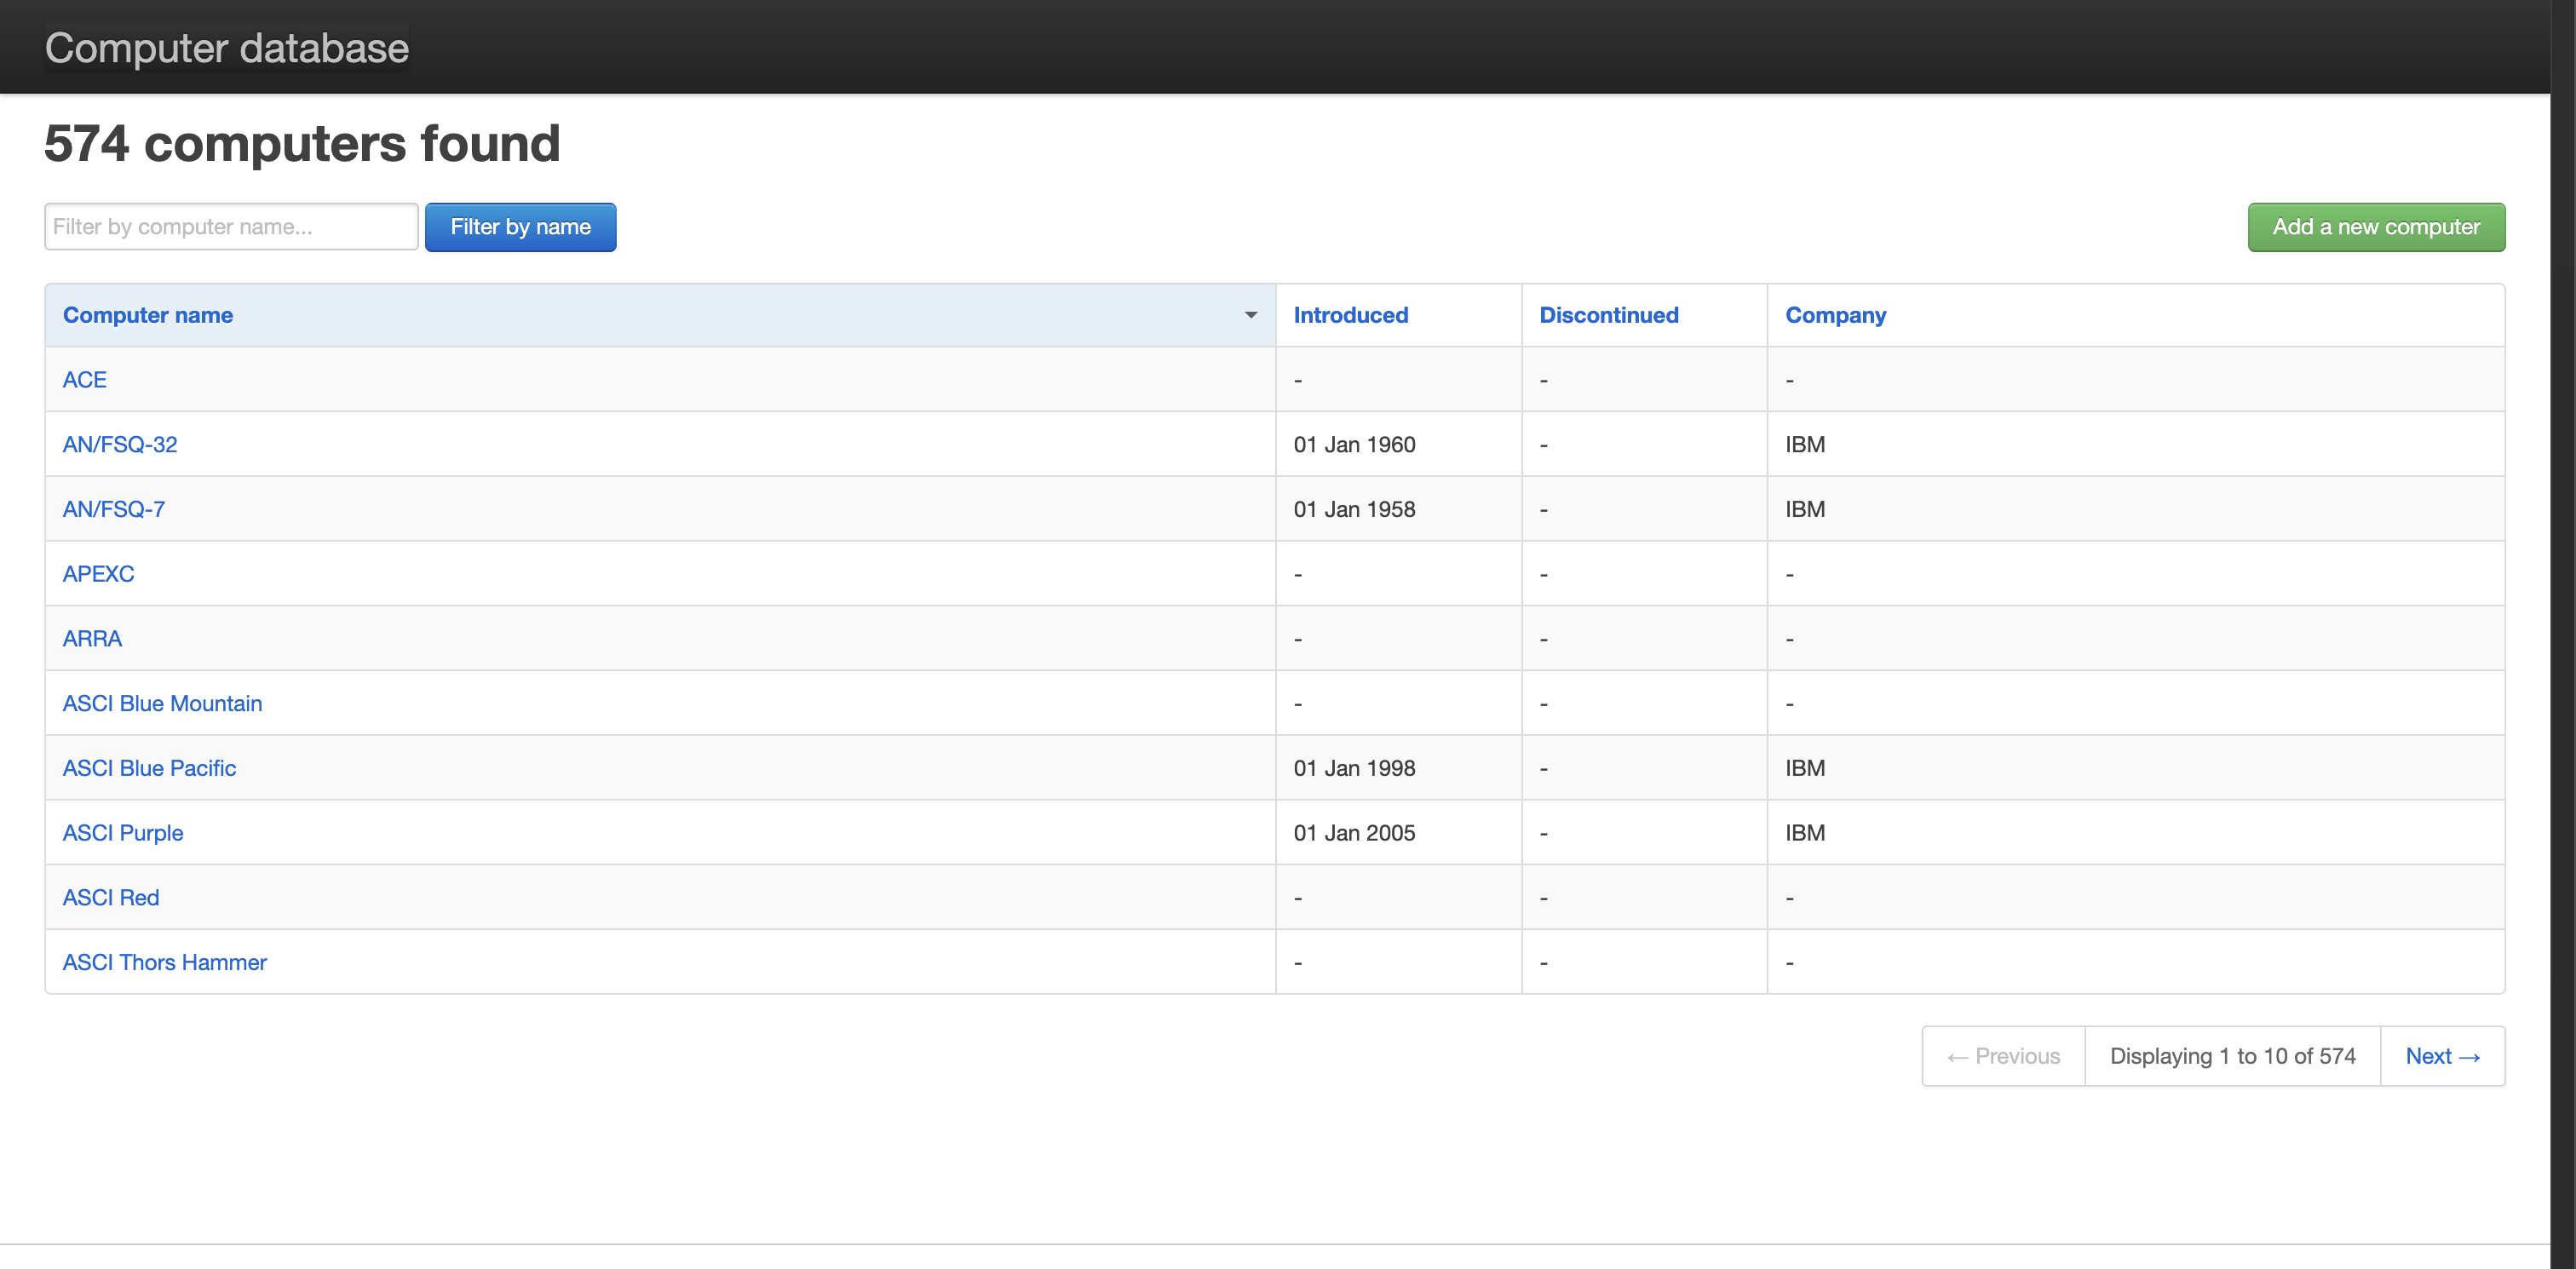 Computer database
574 computers found
Filter by computer name... Filter by name Add a new computer
Computer name Introduced Discontinued Company
ACE - - -
AN/FSQ-32 01 Jan 1960 - IBM
AN/FSQ-7 01 Jan 1958 - IBM
APEXC - - -
ARRA - - -
ASCI Blue Mountain - - -
ASCI Blue Pacific 01 Jan 1998 - IBM
ASCI Purple 01 Jan 2005 - IBM
ASCI Red - - -
ASCI Thors Hammer - - -
← Previous Displaying 1 to 10 of 574 Next →